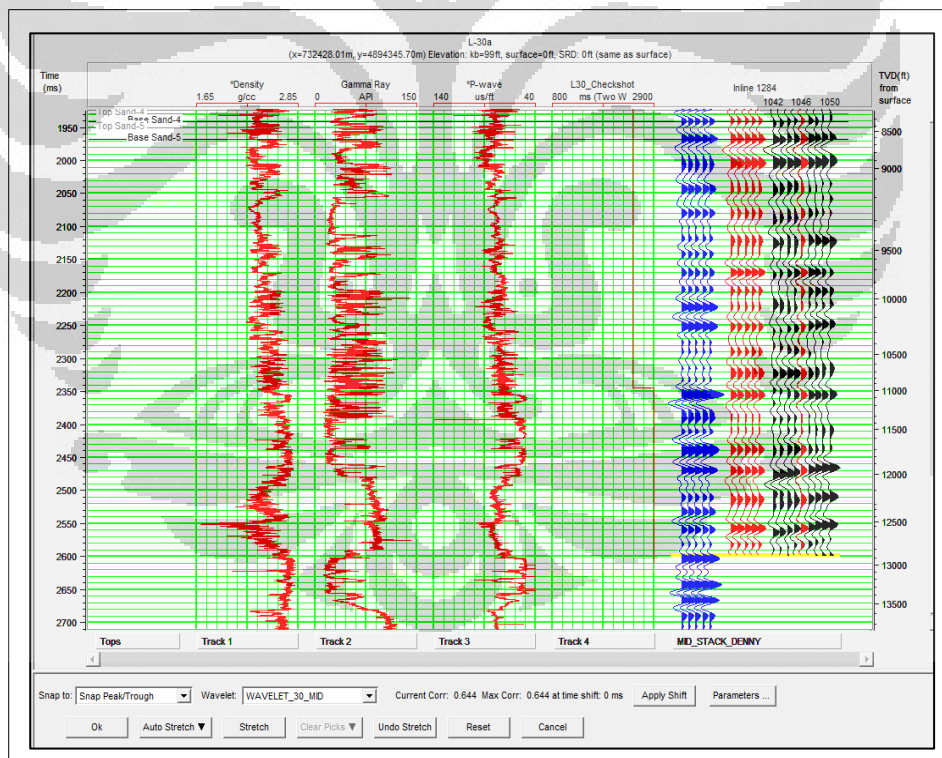 L-30a
(x=732428.01m, y=4894345.70m) Elevation: kb=99ft, surface=0ft, SRD: 0ft (same as surface)
Time
(ms)
*Density
1.65 g/cc 2.85
Gamma Ray
0 API 150
*P-wave
140 us/ft 40
L30_Checkshot
800 ms (Two W 2900
Inline 1284
1042 1046 1050
TVD(ft)
from
surface
Top Sand-4
Base Sand-4
Top Sand-5
Base Sand-5
1950
2000
2050
2100
2150
2200
2250
2300
2350
2400
2450
2500
2550
2600
2650
2700
8500
9000
9500
10000
10500
11000
11500
12000
12500
13000
13500
Tops Track 1 Track 2 Track 3 Track 4 MID_STACK_DENNY
Snap to: Snap Peak/Trough Wavelet: WAVELET_30_MID Current Corr: 0.644 Max Corr: 0.644 at time shift: 0 ms Apply Shift Parameters ...
Ok Auto Stretch ▼ Stretch Clear Picks ▼ Undo Stretch Reset Cancel